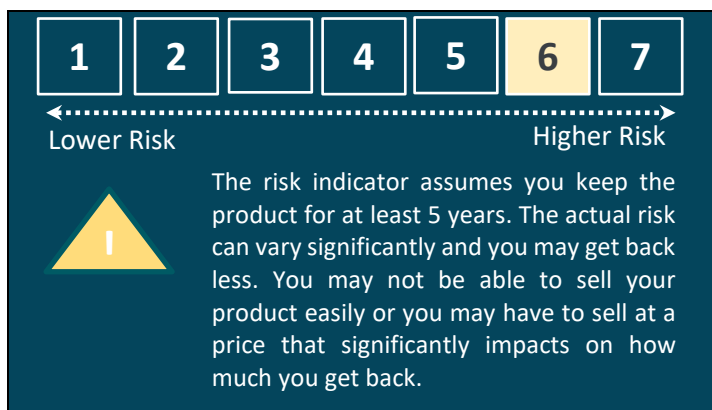 1 2 3 4 5 6 7
Lower Risk Higher Risk
!
The risk indicator assumes you keep the
product for at least 5 years. The actual risk
can vary significantly and you may get back
less. You may not be able to sell your
product easily or you may have to sell at a
price that significantly impacts on how
much you get back.